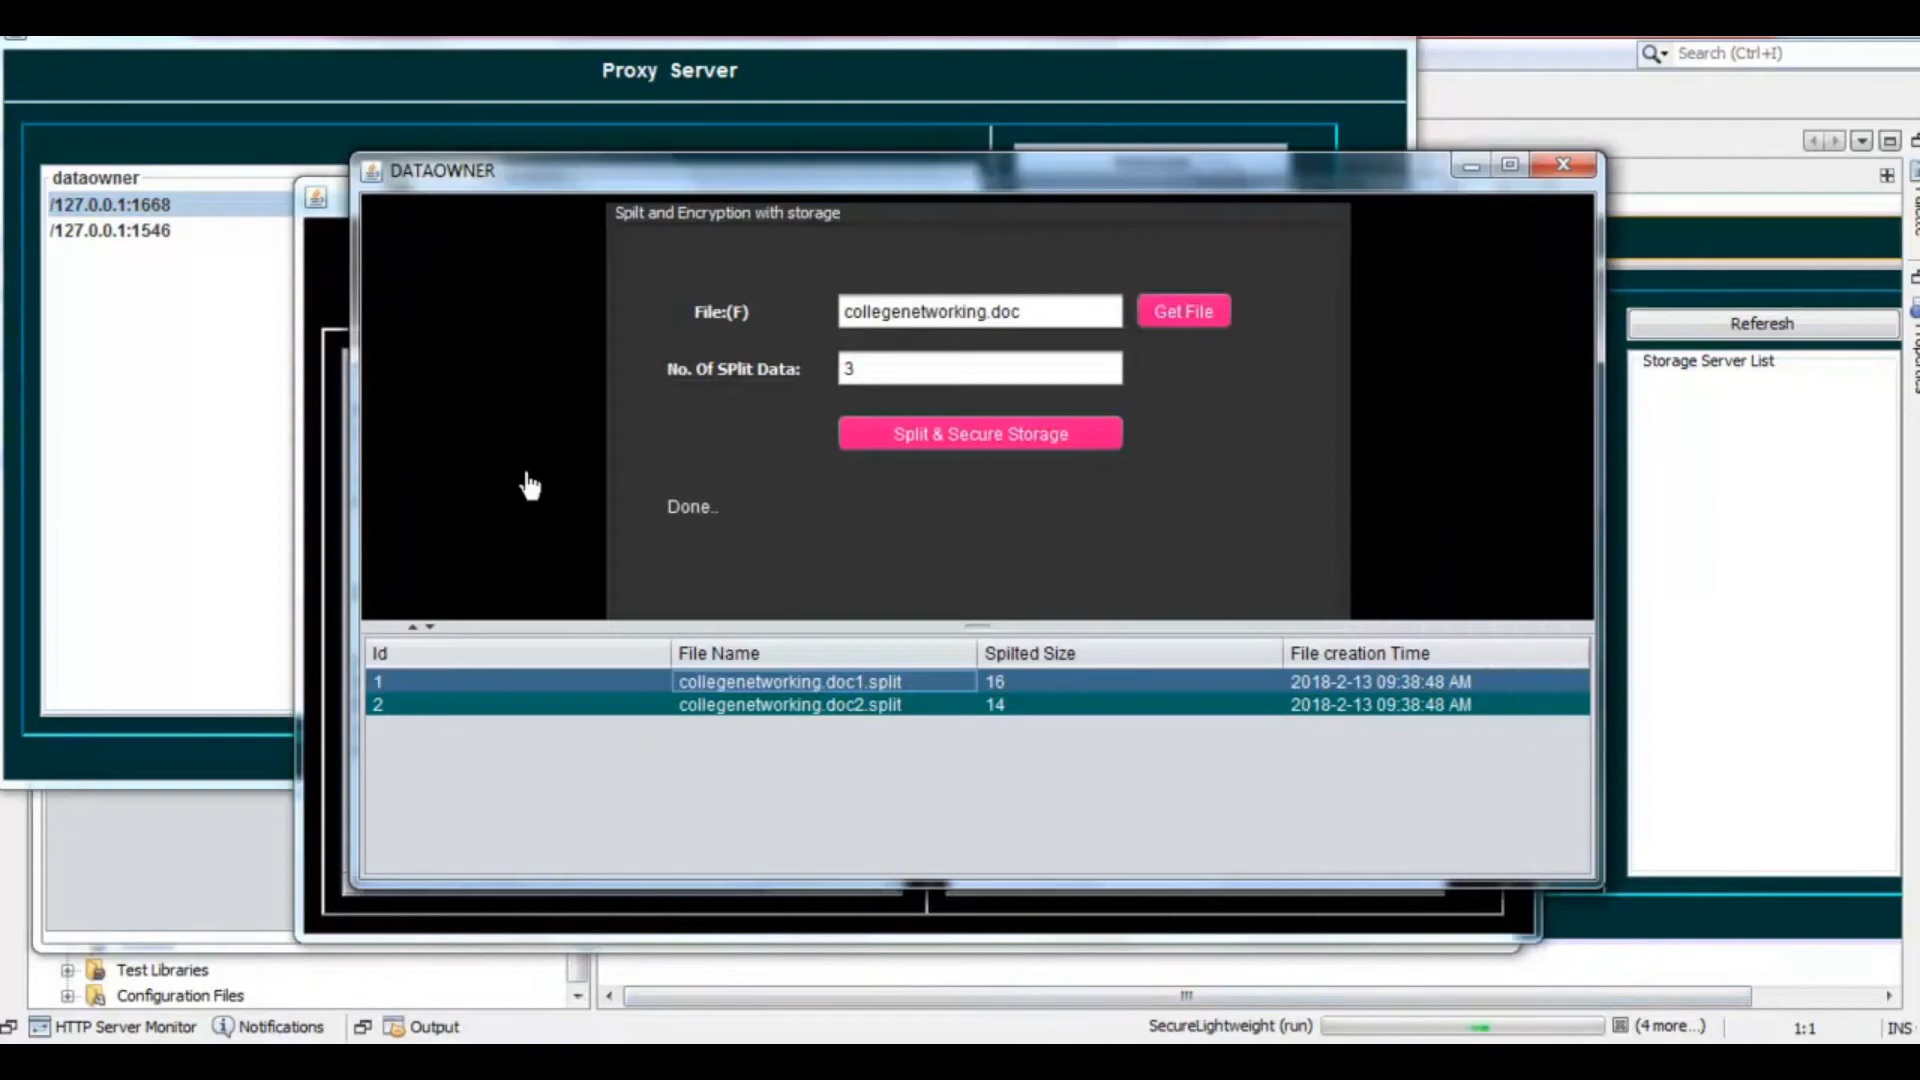 Proxy Server
Search (Ctrl+I)
dataowner
/127.0.0.1:1668
/127.0.0.1:1546
DATAOWNER
Spilt and Encryption with storage
File:(F)
collegenetworking.doc
Get File
No. Of SPlit Data:
3
Split & Secure Storage
Done..
Referesh
Storage Server List
Id File Name Spilted Size File creation Time
1 collegenetworking.doc1.split 16 2018-2-13 09:38:48 AM
2 collegenetworking.doc2.split 14 2018-2-13 09:38:48 AM
Test Libraries
Configuration Files
HTTP Server Monitor Notifications Output SecureLightweight (run) (4 more...) 1:1 INS